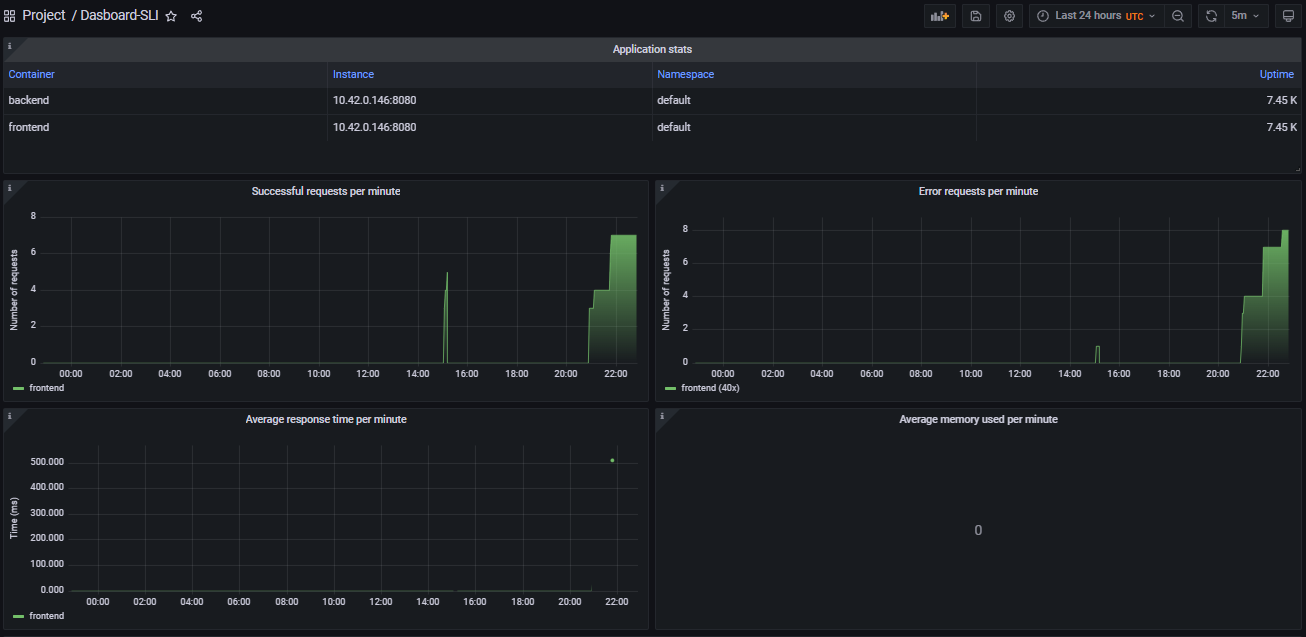 Project / Dasboard-SLI
Last 24 hours UTC
5m
Application stats
Container Instance Namespace Uptime
backend 10.42.0.146:8080 default 7.45 K
frontend 10.42.0.146:8080 default 7.45 K
Successful requests per minute
Number of requests
8
6
4
2
0
00:00 02:00 04:00 06:00 08:00 10:00 12:00 14:00 16:00 18:00 20:00 22:00
frontend
Error requests per minute
Number of requests
8
6
4
2
0
00:00 02:00 04:00 06:00 08:00 10:00 12:00 14:00 16:00 18:00 20:00 22:00
frontend (40x)
Average response time per minute
Time (ms)
500.000
400.000
300.000
200.000
100.000
0.000
00:00 02:00 04:00 06:00 08:00 10:00 12:00 14:00 16:00 18:00 20:00 22:00
frontend
Average memory used per minute
0